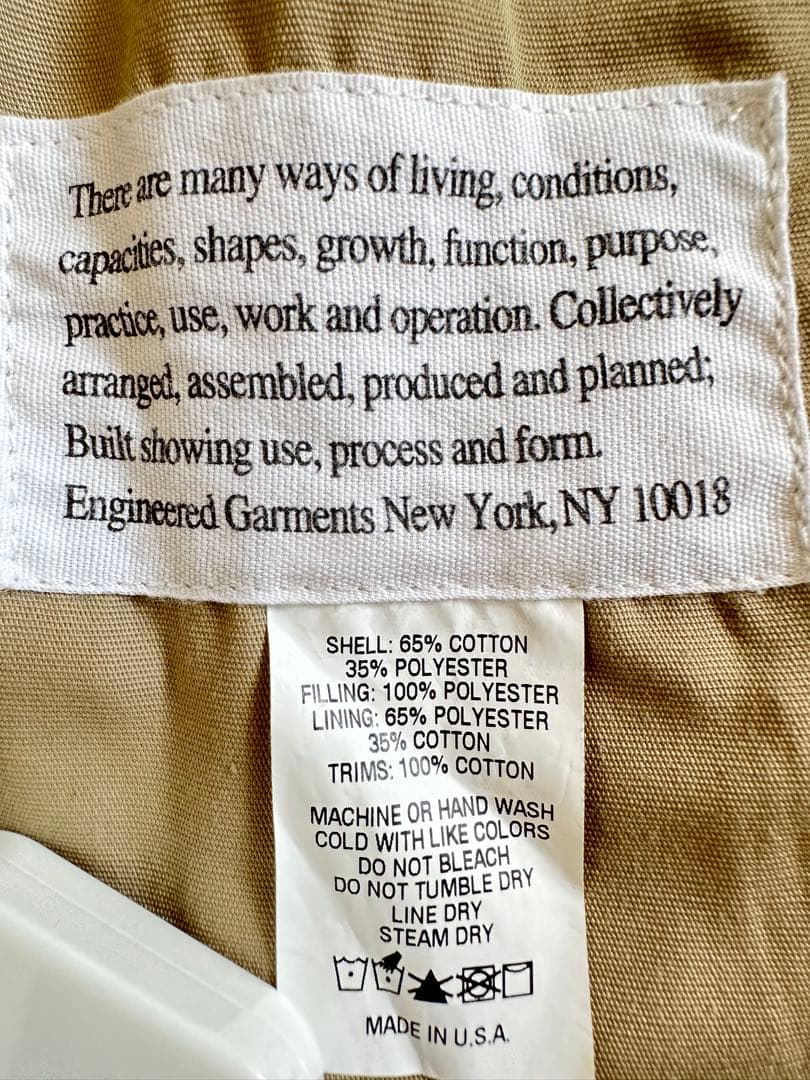 There are many ways of living, conditions,
capacities, shapes, growth, function, purpose,
practice, use, work and operation. Collectively
arranged, assembled, produced and planned;
Built showing use, process and form.
Engineered Garments New York, NY 10018
SHELL: 65% COTTON
35% POLYESTER
FILLING: 100% POLYESTER
LINING: 65% POLYESTER
35% COTTON
TRIMS: 100% COTTON
MACHINE OR HAND WASH
COLD WITH LIKE COLORS
DO NOT BLEACH
DO NOT TUMBLE DRY
LINE DRY
STEAM DRY
MADE IN U.S.A.